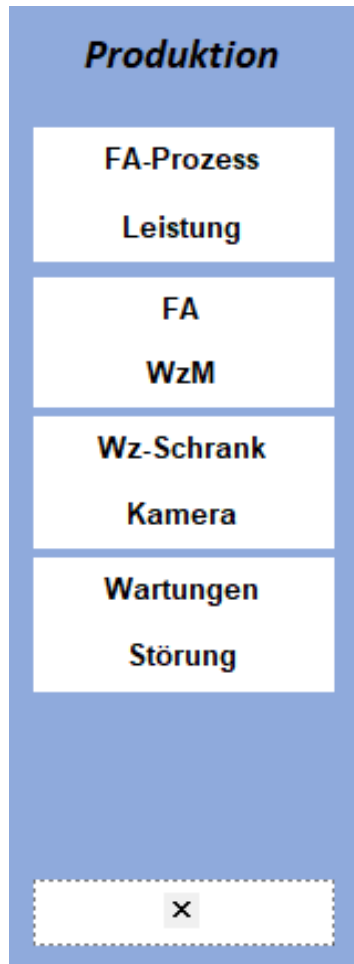 Produktion
FA-Prozess
Leistung
FA
WzM
Wz-Schrank
Kamera
Wartungen
Störung
×